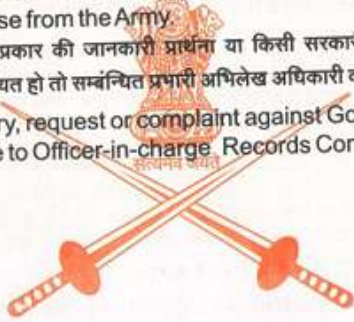 se from the Army.
प्रकार की जानकारी प्रार्थना या किसी सरकार
यत हो तो सम्बन्धित प्रभारी अभिलेख अधिकारी
ry, request or complaint against Go
e to Officer-in-charge Records Con
सत्यमेव जयते